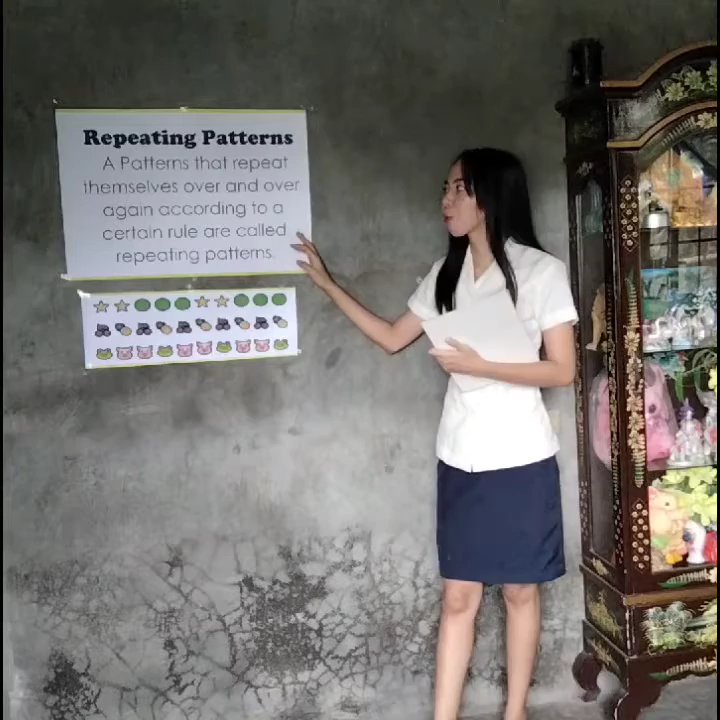 Repeating Patterns
A Patterns that repeat
themselves over and over
again according to a
certain rule are called
repeating patterns.